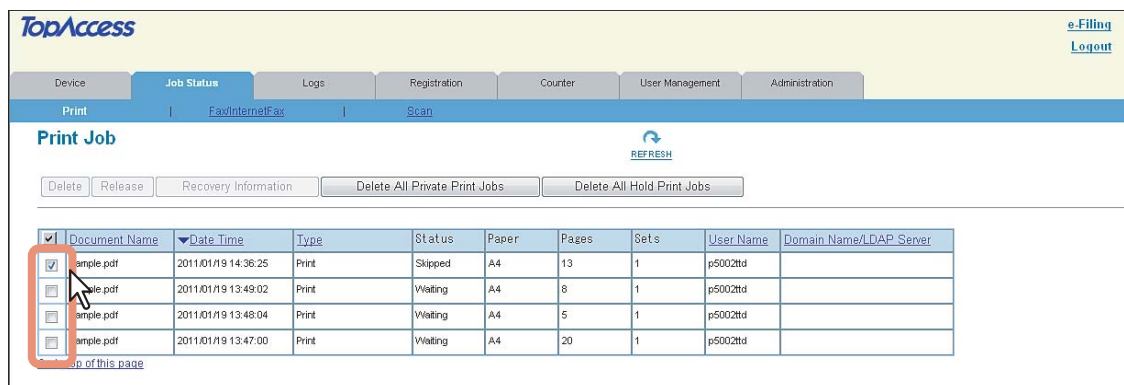 TopAccess
e-Filing
Logout
Device Job Status Logs Registration Counter User Management Administration
Print | Fax/InternetFax | Scan
Print Job
REFRESH
Delete Release Recovery Information Delete All Private Print Jobs Delete All Hold Print Jobs
Document Name Date Time Type Status Paper Pages Sets User Name Domain Name/LDAP Server
ample.pdf 2011/01/19 14:36:25 Print Skipped A4 13 1 p5002ttd
ple.pdf 2011/01/19 13:49:02 Print Waiting A4 8 1 p5002ttd
ample.pdf 2011/01/19 13:48:04 Print Waiting A4 5 1 p5002ttd
ample.pdf 2011/01/19 13:47:00 Print Waiting A4 20 1 p5002ttd
op of this page